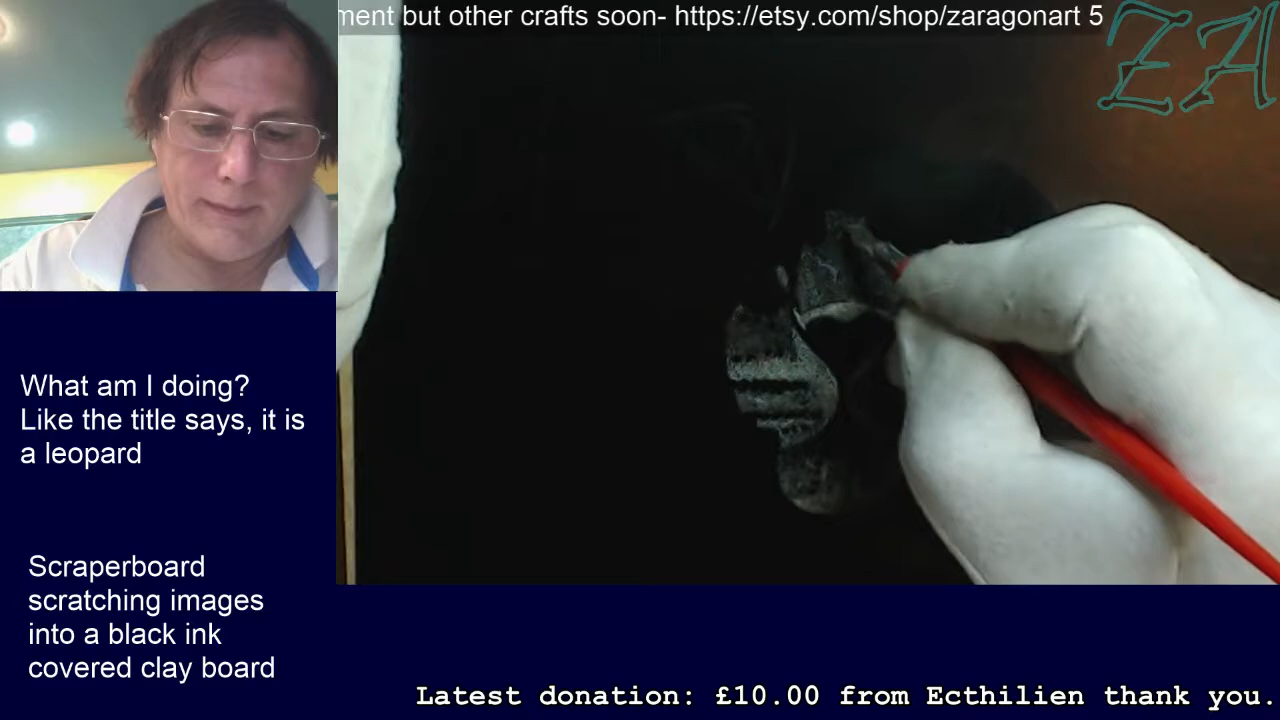 ment but other crafts soon- https://etsy.com/shop/zaragonart 5
ZA
What am I doing?
Like the title says, it is
a leopard
Scraperboard
scratching images
into a black ink
covered clay board
Latest donation: £10.00 from Ecthilien thank you.